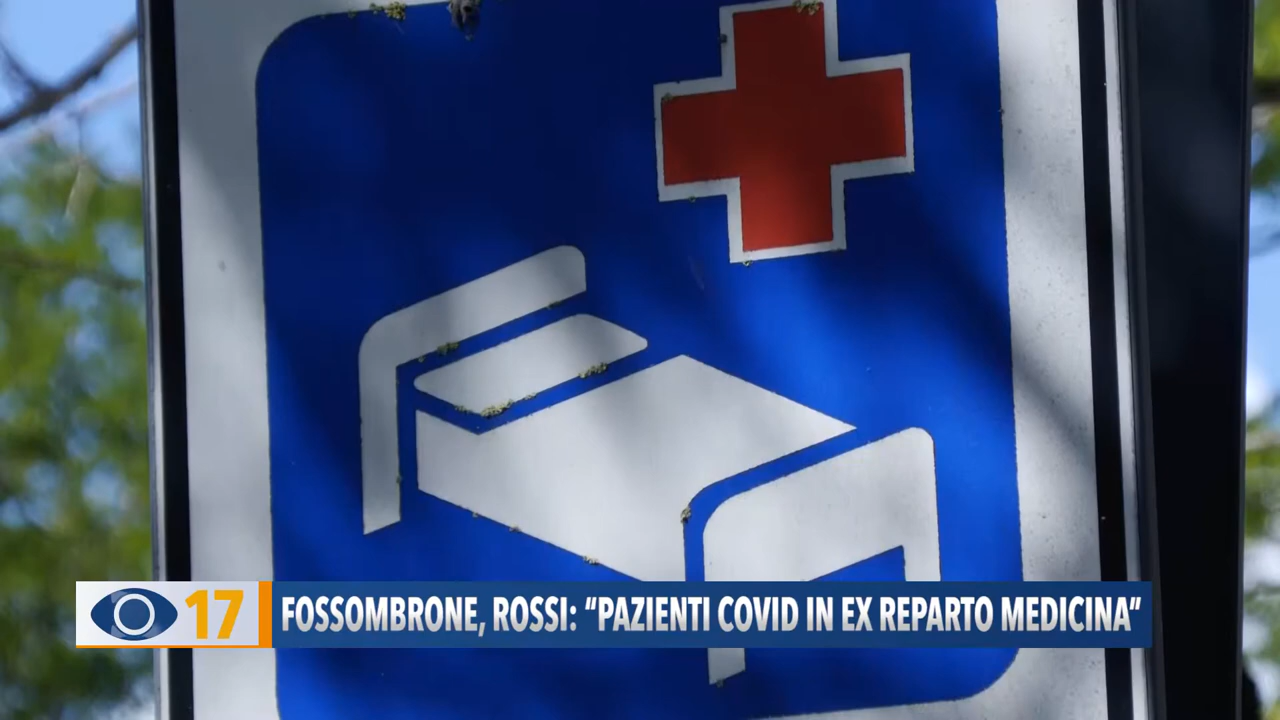 17 FOSSOMBRONE, ROSSI: “PAZIENTI COVID IN EX REPARTO MEDICINA”